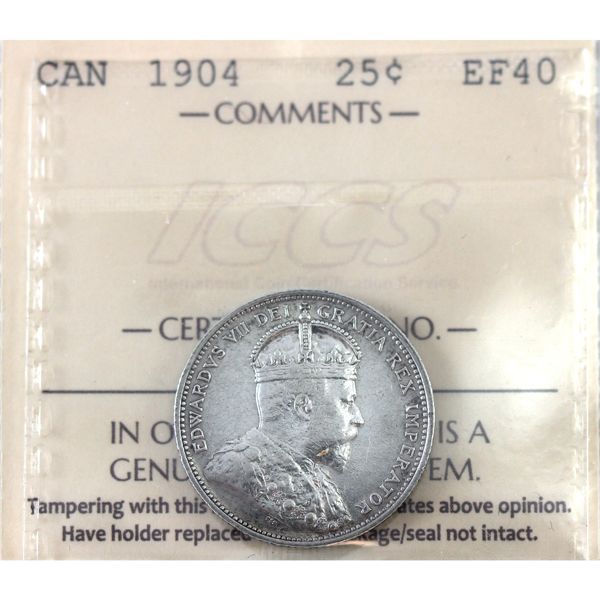 CAN 1904 25¢ EF40
— COMMENTS —
ICCS
International Coin Certification Service
— CER NO. —
IN O IS A
GENU EM.
Tampering with this ates above opinion.
Have holder replaced age/seal not intact.
EDWARDVS VII DEI GRATIA REX IMPERATOR